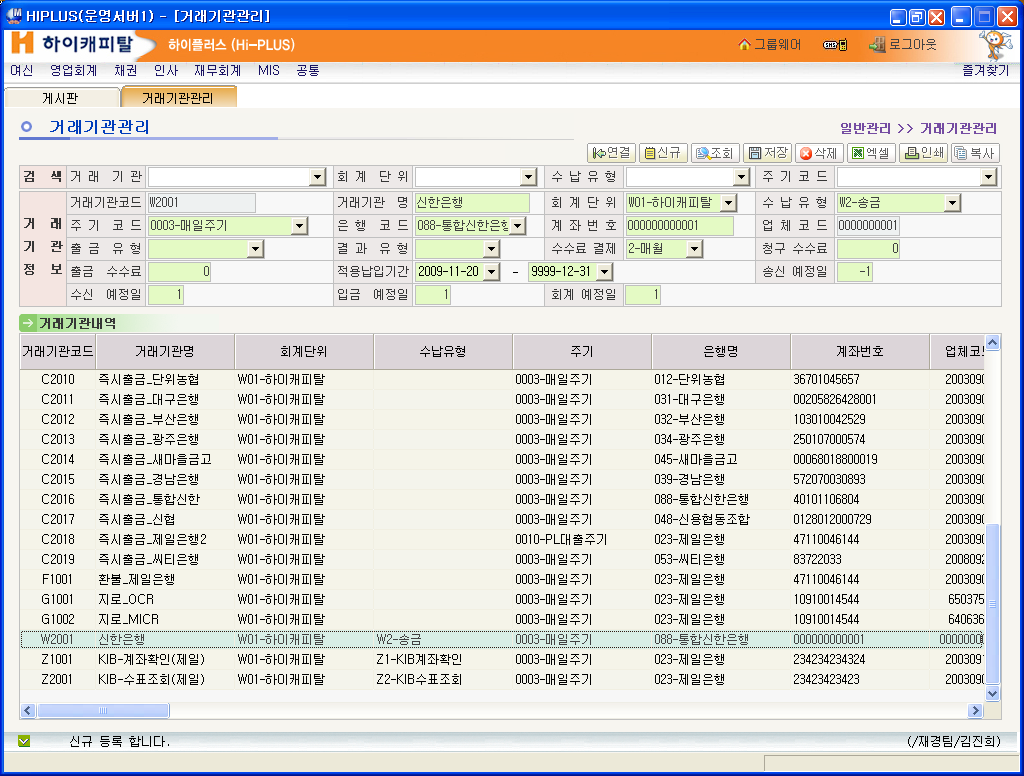 HIPLUS(운영서버1) - [거래기관관리]
하이캐피탈 하이플러스 (Hi-PLUS) 그룹웨어 로그아웃
여신 영업회계 채권 인사 재무회계 MIS 공통 즐겨찾기
게시판 거래기관관리
거래기관관리 일반관리 >> 거래기관관리
연결 신규 조회 저장 삭제 엑셀 인쇄 복사
검 색 거 래 기 관 회 계 단 위 수 납 유 형 주 기 코 드
거래기관코드 W2001 거래기관 명 신한은행 회 계 단 위 W01-하이캐피탈 수 납 유 형 W2-송금
거 래 주 기 코 드 0003-매일주기 은 행 코 드 088-통합신한은행 계 좌 번 호 000000000001 업 체 코 드 0000000001
기 관 출 금 유 형 결 과 유 형 수수료 결제 2-매월 청구 수수료 0
정 보 출금 수수료 0 적용납입기간 2009-11-20 - 9999-12-31 송신 예정일 -1
수신 예정일 1 입금 예정일 1 회계 예정일 1
거래기관내역
거래기관코드 거래기관명 회계단위 수납유형 주기 은행명 계좌번호 업체코드
C2010 즉시출금_단위농협 W01-하이캐피탈 0003-매일주기 012-단위농협 36701045657 2003090
C2011 즉시출금_대구은행 W01-하이캐피탈 0003-매일주기 031-대구은행 00205826428001 2003090
C2012 즉시출금_부산은행 W01-하이캐피탈 0003-매일주기 032-부산은행 103010042529 2003090
C2013 즉시출금_광주은행 W01-하이캐피탈 0003-매일주기 034-광주은행 250107000574 2003090
C2014 즉시출금_새마을금고 W01-하이캐피탈 0003-매일주기 045-새마을금고 00068018800019 2003090
C2015 즉시출금_경남은행 W01-하이캐피탈 0003-매일주기 039-경남은행 572070030893 2003090
C2016 즉시출금_통합신한 W01-하이캐피탈 0003-매일주기 088-통합신한은행 40101106804 2003090
C2017 즉시출금_신협 W01-하이캐피탈 0003-매일주기 048-신용협동조합 0128012000729 2003090
C2018 즉시출금_제일은행2 W01-하이캐피탈 0010-PL대출주기 023-제일은행 47110046144 2003090
C2019 즉시출금_씨티은행 W01-하이캐피탈 0003-매일주기 053-씨티은행 83722033 2008092
F1001 환불_제일은행 W01-하이캐피탈 0003-매일주기 023-제일은행 47110046144 2003090
G1001 지로_OCR W01-하이캐피탈 0003-매일주기 023-제일은행 10910014544 650375
G1002 지로_MICR W01-하이캐피탈 0003-매일주기 023-제일은행 10910014544 640636
W2001 신한은행 W01-하이캐피탈 W2-송금 0003-매일주기 088-통합신한은행 000000000001 0000000
Z1001 KIB-계좌확인(제일) W01-하이캐피탈 Z1-KIB계좌확인 0003-매일주기 023-제일은행 234234234324 2003091
Z2001 KIB-수표조회(제일) W01-하이캐피탈 Z2-KIB수표조회 0003-매일주기 023-제일은행 23423423423 2003090
신규 등록 합니다. (/재경팀/김진희)